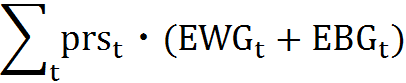 ∑ₜ prsₜ · (EWGₜ + EBGₜ)